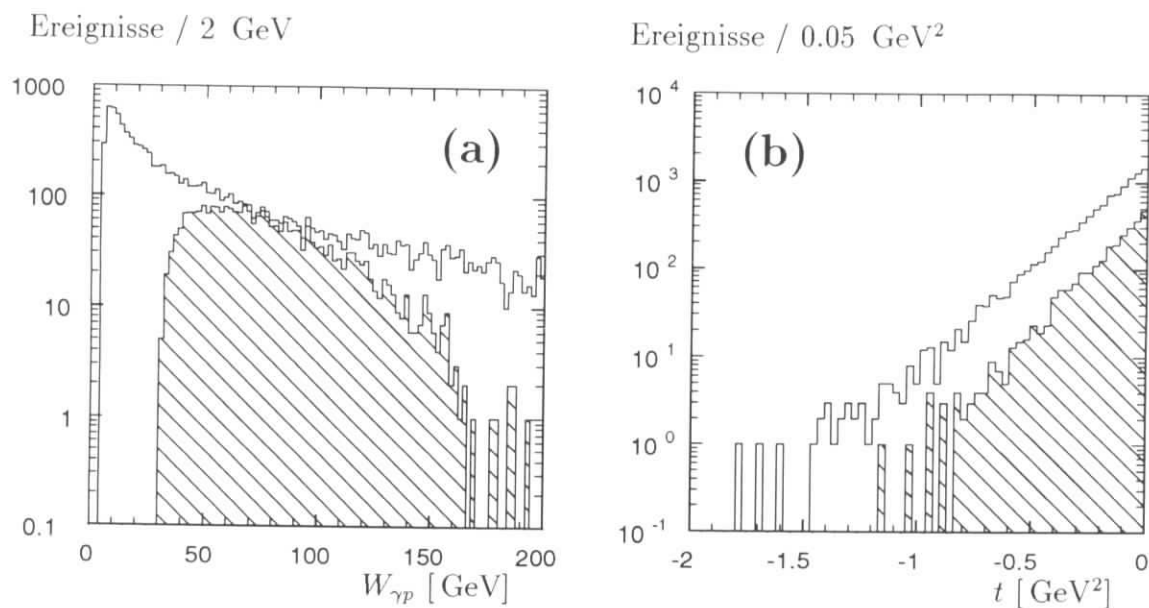 Ereignisse / 2 GeV
Ereignisse / 0.05 GeV²
1000
100
10
1
0.1
(a)
0 50 100 150 200
W_γp [ GeV ]
10⁴
10³
10²
10¹
10⁰
10⁻¹
(b)
-2 -1.5 -1 -0.5 0
t [ GeV² ]